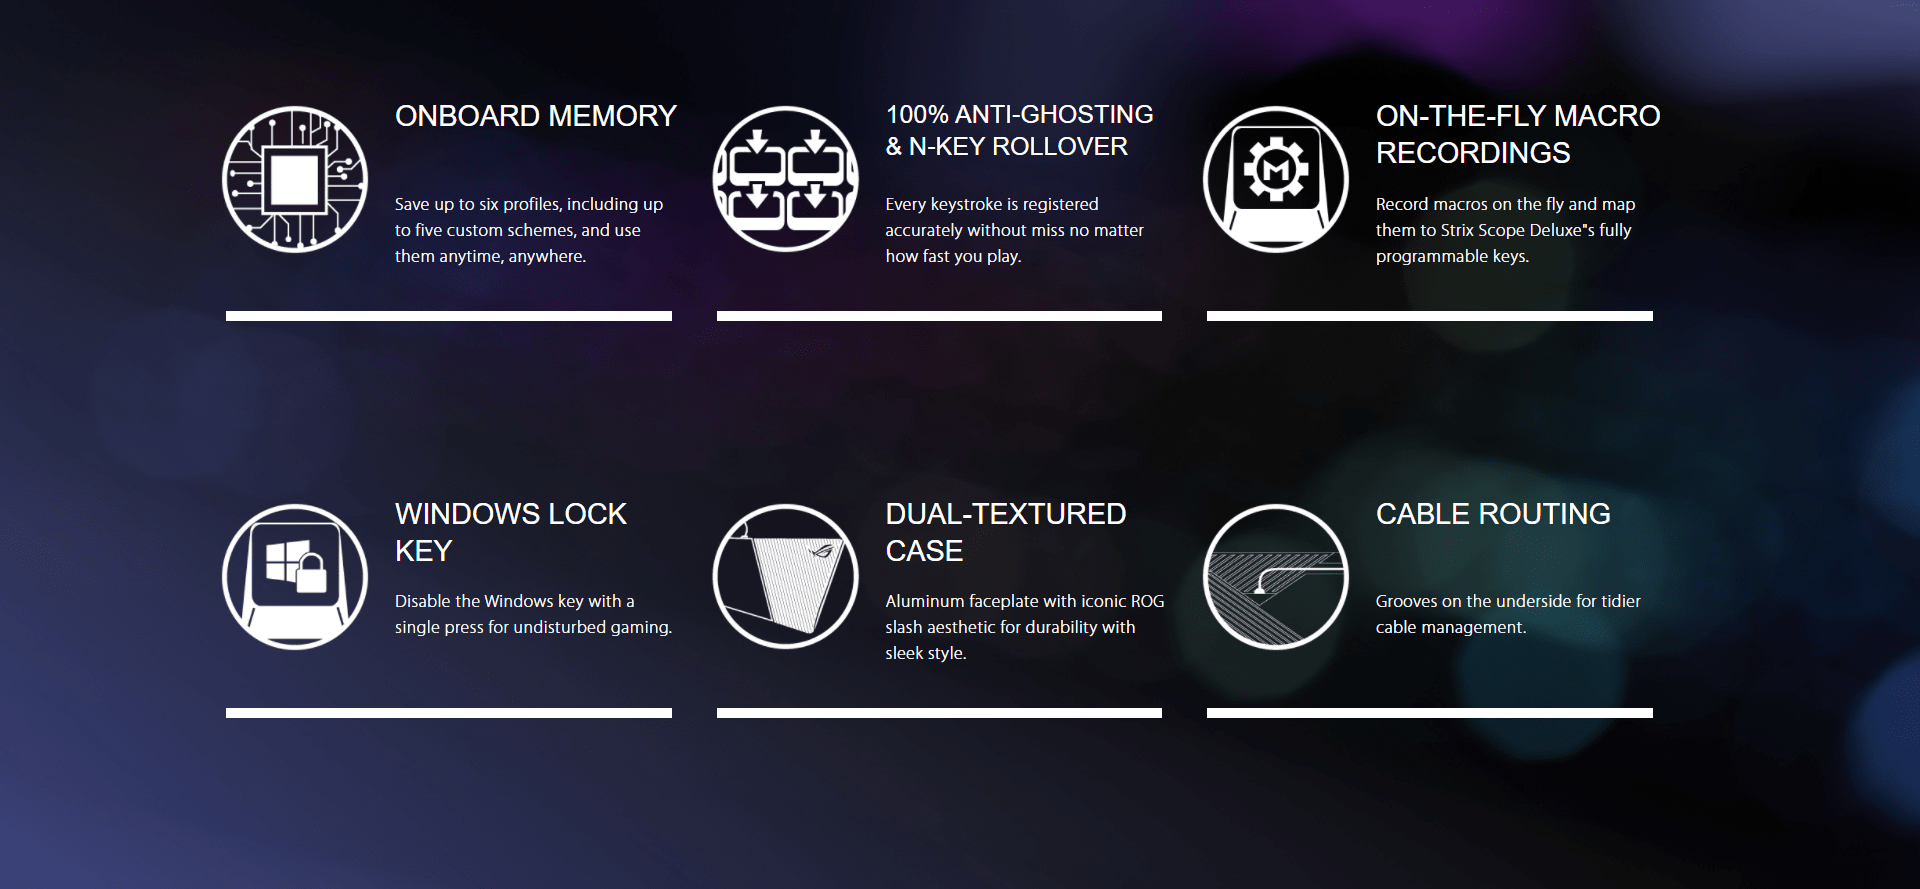 ONBOARD MEMORY
Save up to six profiles, including up
to five custom schemes, and use
them anytime, anywhere.
100% ANTI-GHOSTING
& N-KEY ROLLOVER
Every keystroke is registered
accurately without miss no matter
how fast you play.
M
ON-THE-FLY MACRO
RECORDINGS
Record macros on the fly and map
them to Strix Scope Deluxe"s fully
programmable keys.
WINDOWS LOCK
KEY
Disable the Windows key with a
single press for undisturbed gaming.
DUAL-TEXTURED
CASE
Aluminum faceplate with iconic ROG
slash aesthetic for durability with
sleek style.
CABLE ROUTING
Grooves on the underside for tidier
cable management.